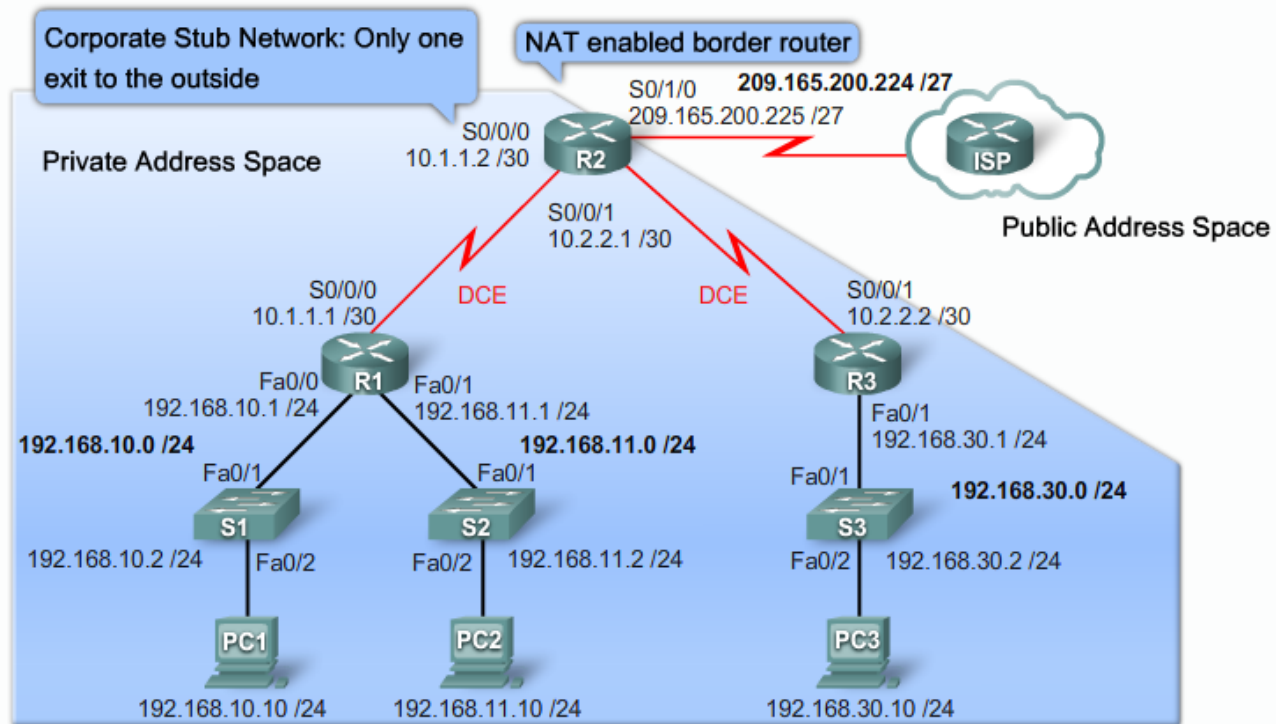 Corporate Stub Network: Only one
exit to the outside
NAT enabled border router
209.165.200.224 /27
S0/1/0
209.165.200.225 /27
S0/0/0
10.1.1.2 /30
R2
ISP
Private Address Space
Public Address Space
S0/0/1
10.2.2.1 /30
DCE
DCE
S0/0/0
10.1.1.1 /30
S0/0/1
10.2.2.2 /30
R1
R3
Fa0/0
192.168.10.1 /24
Fa0/1
192.168.11.1 /24
Fa0/1
192.168.30.1 /24
192.168.10.0 /24
192.168.11.0 /24
192.168.30.0 /24
Fa0/1
Fa0/1
Fa0/1
S1
S2
S3
192.168.10.2 /24
Fa0/2
Fa0/2
192.168.11.2 /24
Fa0/2
192.168.30.2 /24
PC1
PC2
PC3
192.168.10.10 /24
192.168.11.10 /24
192.168.30.10 /24